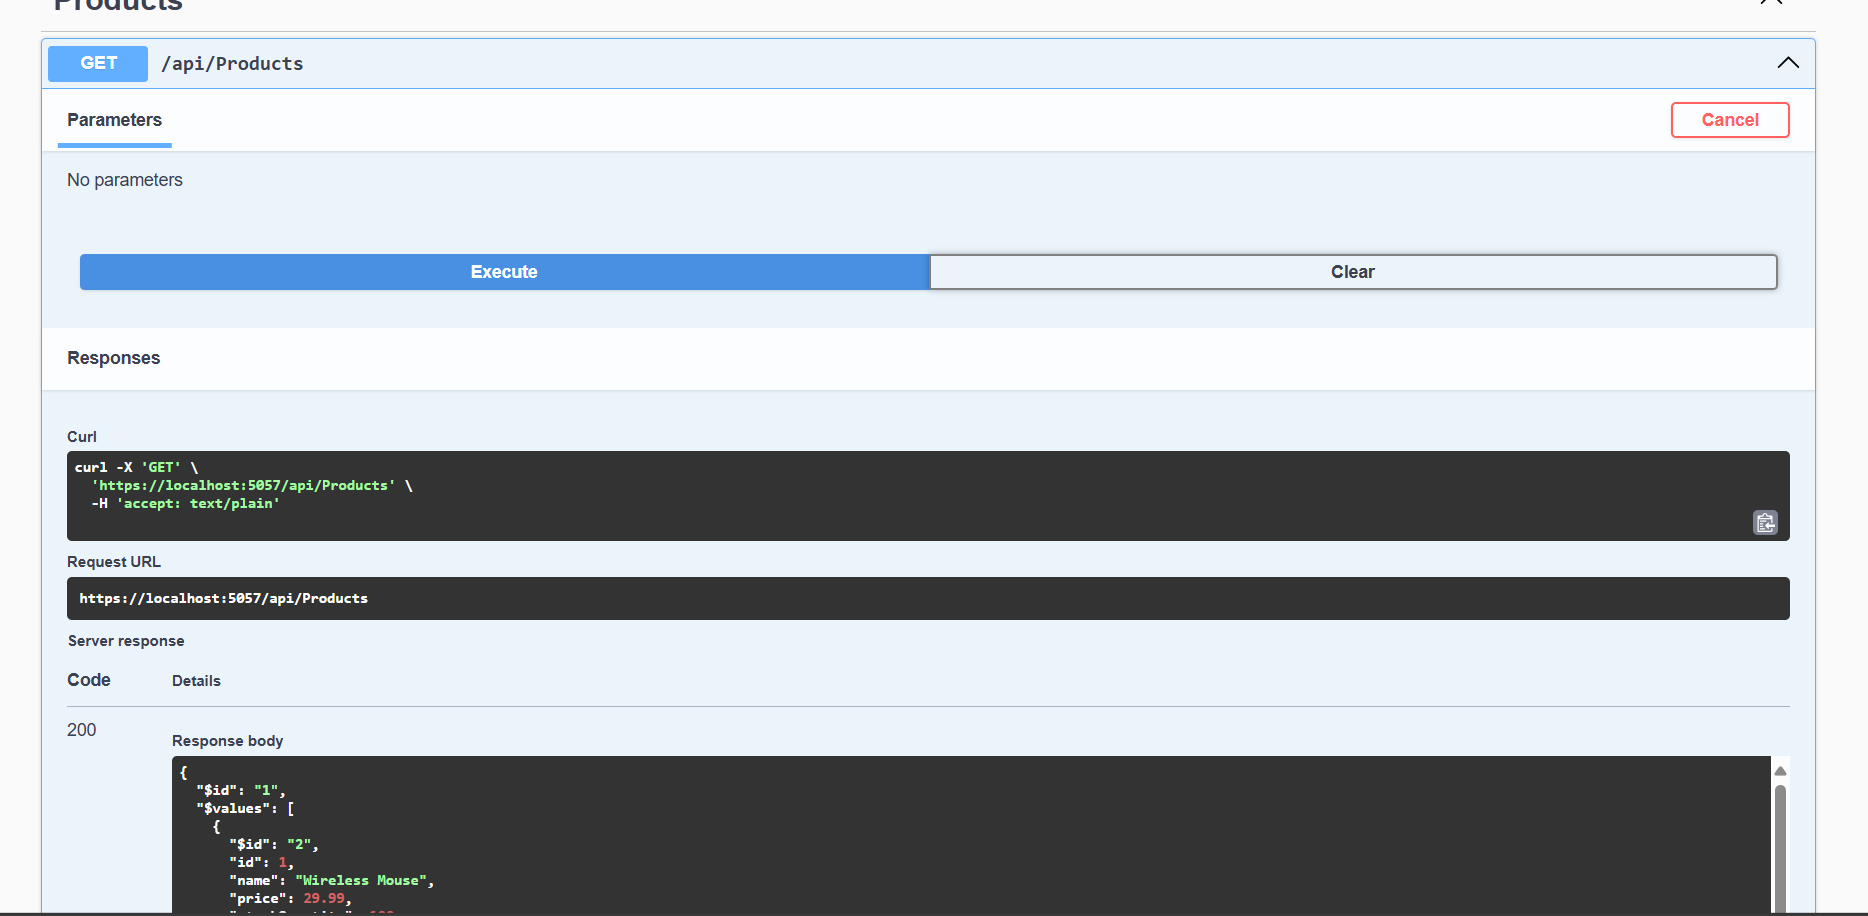 Products
GET /api/Products
Parameters
Cancel
No parameters
Execute
Clear
Responses
Curl
curl -X 'GET' \
'https://localhost:5057/api/Products' \
-H 'accept: text/plain'
Request URL
https://localhost:5057/api/Products
Server response
Code Details
200
Response body
{
"$id": "1",
"$values": [
{
"$id": "2",
"id": 1,
"name": "Wireless Mouse",
"price": 29.99,